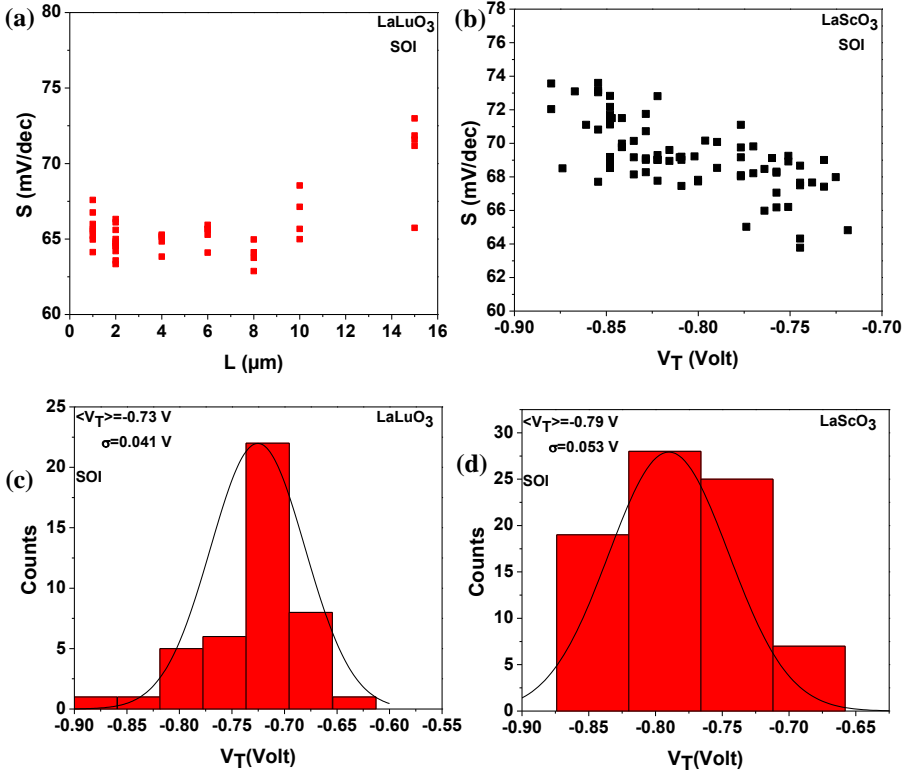 (a)
LaLuO3
SOI
80
75
70
65
60
S (mV/dec)
0 2 4 6 8 10 12 14 16
L (μm)
(b)
LaScO3
SOI
78
76
74
72
70
68
66
64
62
60
S (mV/dec)
-0.90 -0.85 -0.80 -0.75 -0.70
VT (Volt)
(c)
<VT>=-0.73 V
σ=0.041 V
SOI
LaLuO3
25
20
15
10
5
0
Counts
-0.90 -0.85 -0.80 -0.75 -0.70 -0.65 -0.60 -0.55
VT(Volt)
(d)
<VT>=-0.79 V
σ=0.053 V
SOI
LaScO3
30
25
20
15
10
5
0
Counts
-0.90 -0.85 -0.80 -0.75 -0.70 -0.65
VT(Volt)